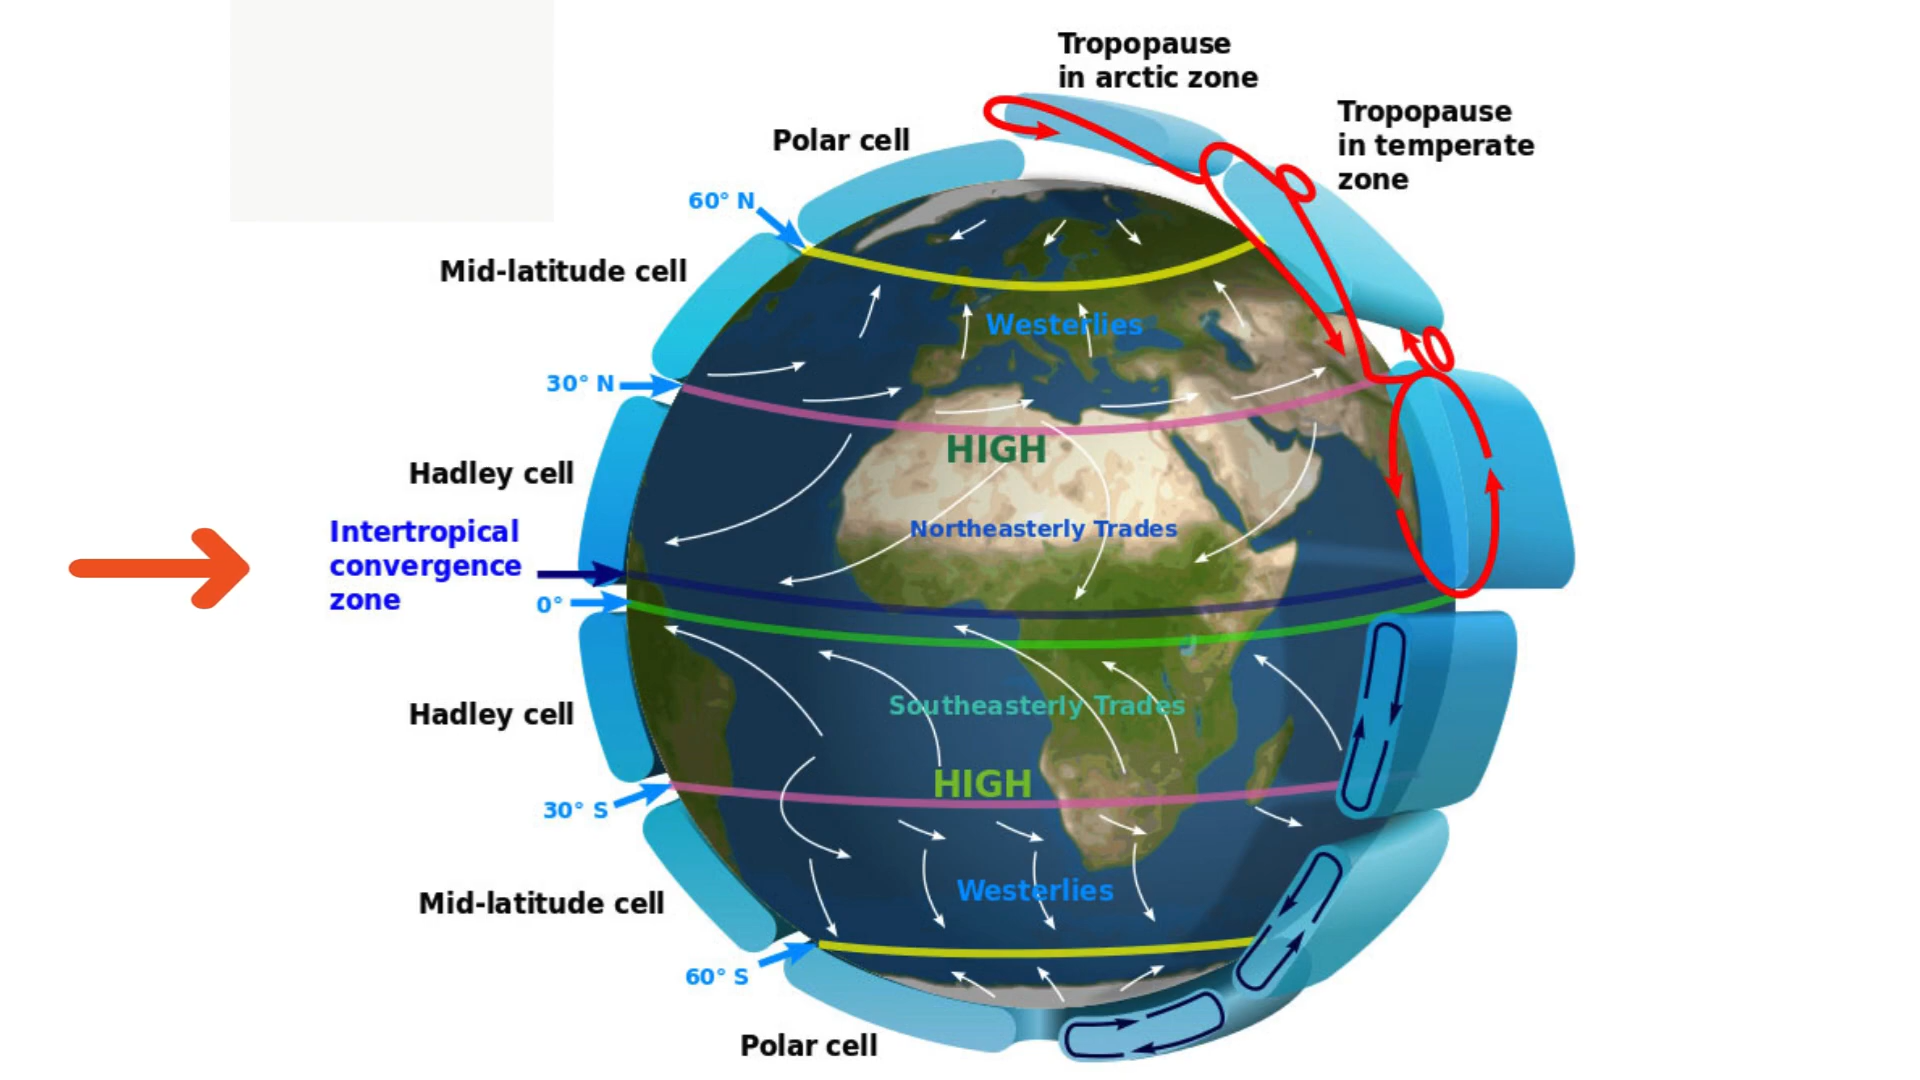 Tropopause
in arctic zone
Tropopause
in temperate
zone
Polar cell
60° N
Mid-latitude cell
Westerlies
30° N
HIGH
Hadley cell
Northeasterly Trades
Intertropical
convergence
zone
0°
Hadley cell
Southeasterly Trades
HIGH
30° S
Westerlies
Mid-latitude cell
60° S
Polar cell